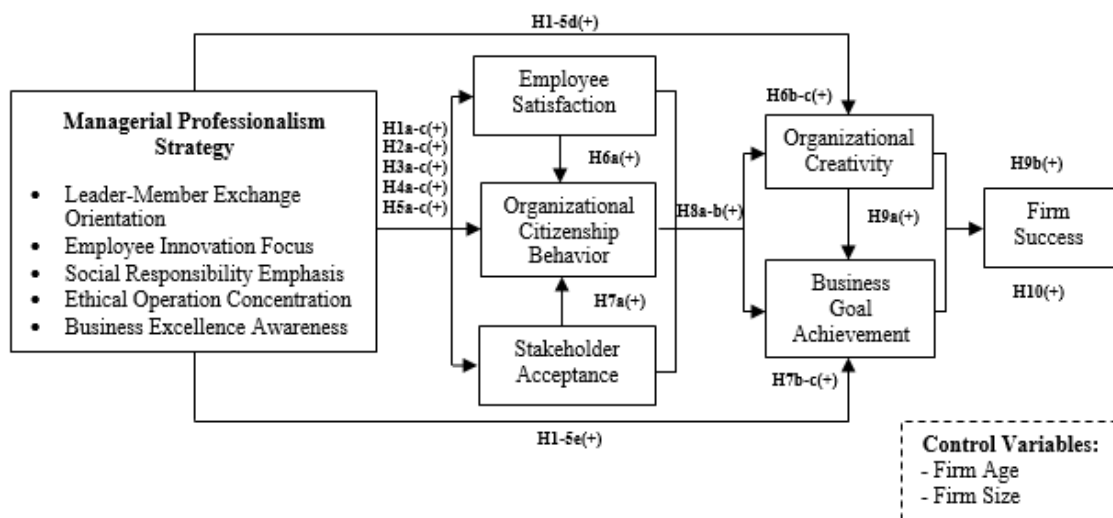 H1-5d(+)
Managerial Professionalism
Strategy
• Leader-Member Exchange
Orientation
• Employee Innovation Focus
• Social Responsibility Emphasis
• Ethical Operation Concentration
• Business Excellence Awareness
H1a-c(+)
H2a-c(+)
H3a-c(+)
H4a-c(+)
H5a-c(+)
Employee
Satisfaction
H6a(+)
Organizational
Citizenship
Behavior
H7a(+)
Stakeholder
Acceptance
H8a-b(+)
H6b-c(+)
Organizational
Creativity
H9a(+)
Business
Goal
Achievement
H7b-c(+)
H9b(+)
Firm
Success
H10(+)
H1-5e(+)
Control Variables:
- Firm Age
- Firm Size